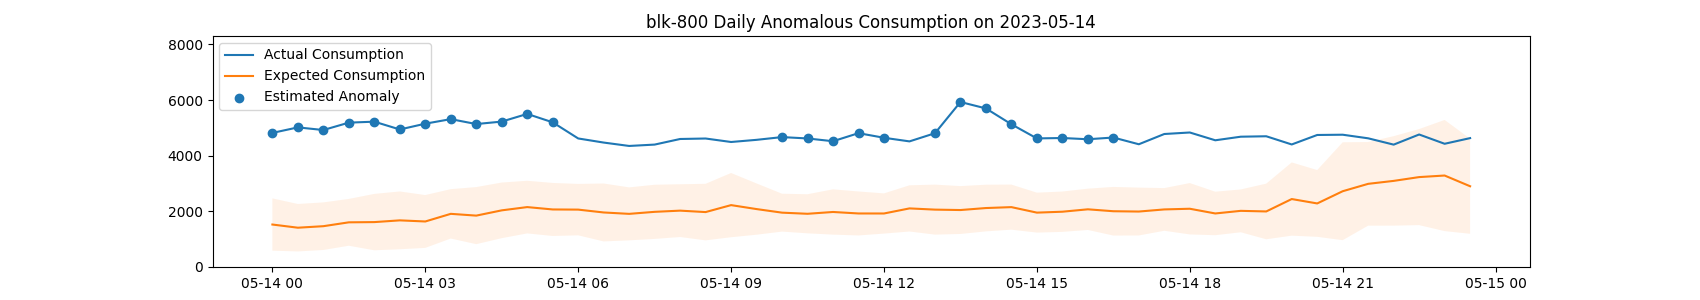 blk-800 Daily Anomalous Consumption on 2023-05-14
8000
6000
4000
2000
0
Actual Consumption
Expected Consumption
Estimated Anomaly
05-14 00 05-14 03 05-14 06 05-14 09 05-14 12 05-14 15 05-14 18 05-14 21 05-15 00